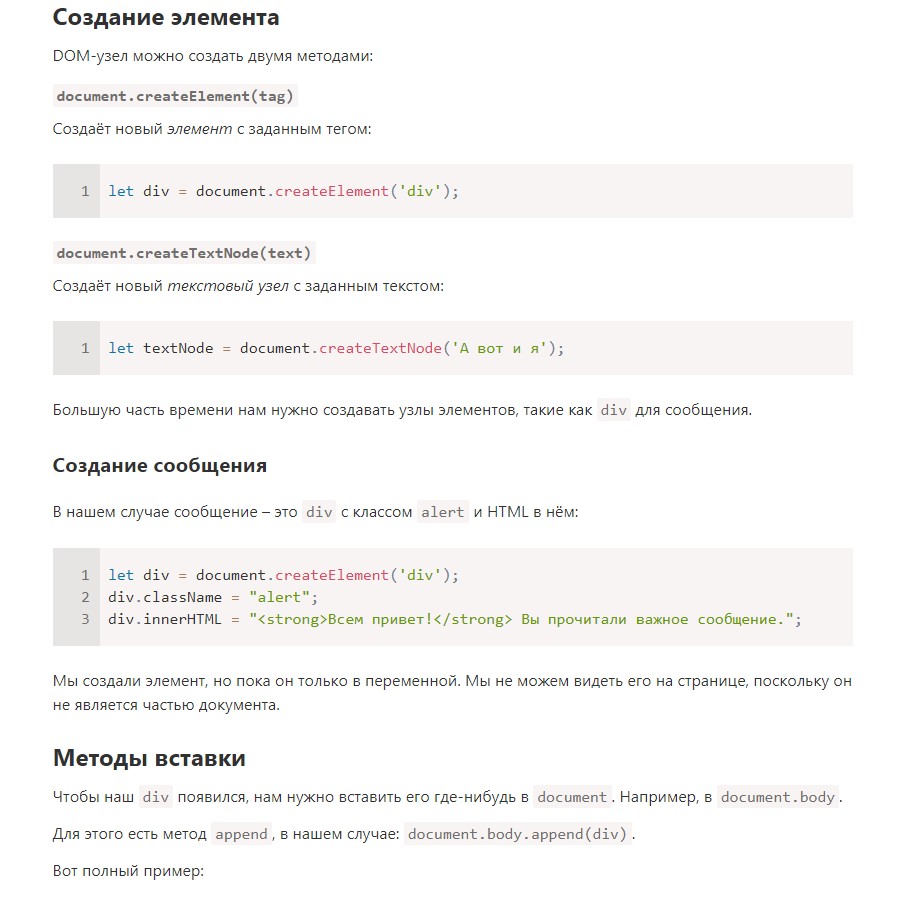 Создание элемента
DOM-узел можно создать двумя методами:
document.createElement(tag)
Создаёт новый элемент с заданным тегом:
1 let div = document.createElement('div');
document.createTextNode(text)
Создаёт новый текстовый узел с заданным текстом:
1 let textNode = document.createTextNode('А вот и я');
Большую часть времени нам нужно создавать узлы элементов, такие как div для сообщения.
Создание сообщения
В нашем случае сообщение – это div с классом alert и HTML в нём:
1 let div = document.createElement('div');
2 div.className = "alert";
3 div.innerHTML = "<strong>Всем привет!</strong> Вы прочитали важное сообщение.";
Мы создали элемент, но пока он только в переменной. Мы не можем видеть его на странице, поскольку он
не является частью документа.
Методы вставки
Чтобы наш div появился, нам нужно вставить его где-нибудь в document. Например, в document.body.
Для этого есть метод append, в нашем случае: document.body.append(div).
Вот полный пример: